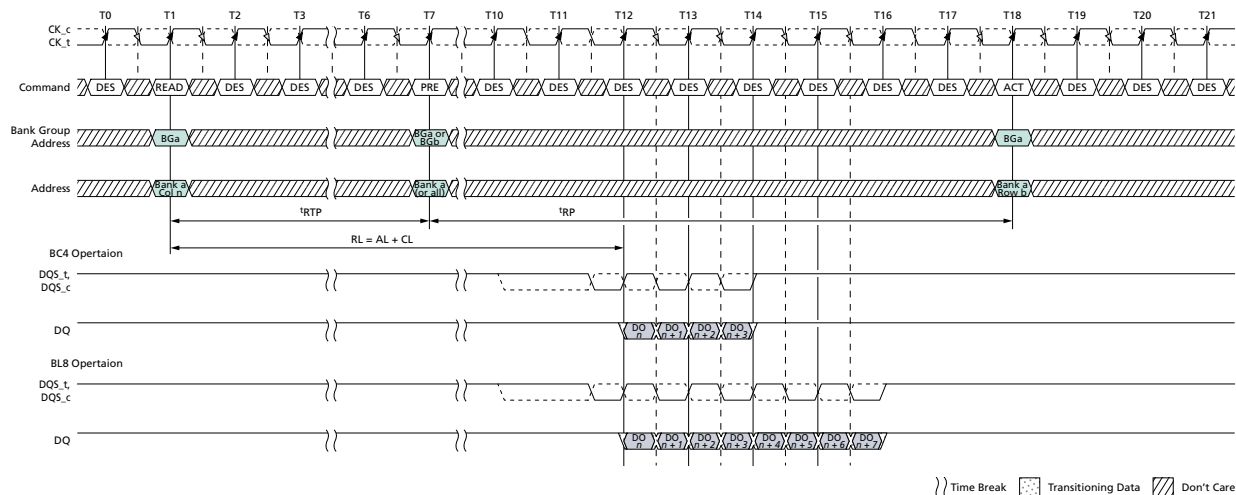 T0 T1 T2 T3 T6 T7 T10 T11 T12 T13 T14 T15 T16 T17 T18 T19 T20 T21
CK_c
CK_t
Command DES READ DES DES DES PRE DES DES DES DES DES DES DES DES ACT DES DES DES
Bank Group
Address
BGa
BGa or
BGb
BGa
Address
Bank a
Col n
Bank a
(or all)
Bank a
Row b
tRTP tRP
RL = AL + CL
BC4 Opertaion
DQS_t,
DQS_c
DQ
DO
n
DO
n + 1
DO
n + 2
DO
n + 3
BL8 Opertaion
DQS_t,
DQS_c
DQ
DO
n
DO
n + 1
DO
n + 2
DO
n + 3
DO
n + 4
DO
n + 5
DO
n + 6
DO
n + 7
Time Break Transitioning Data Don't Care